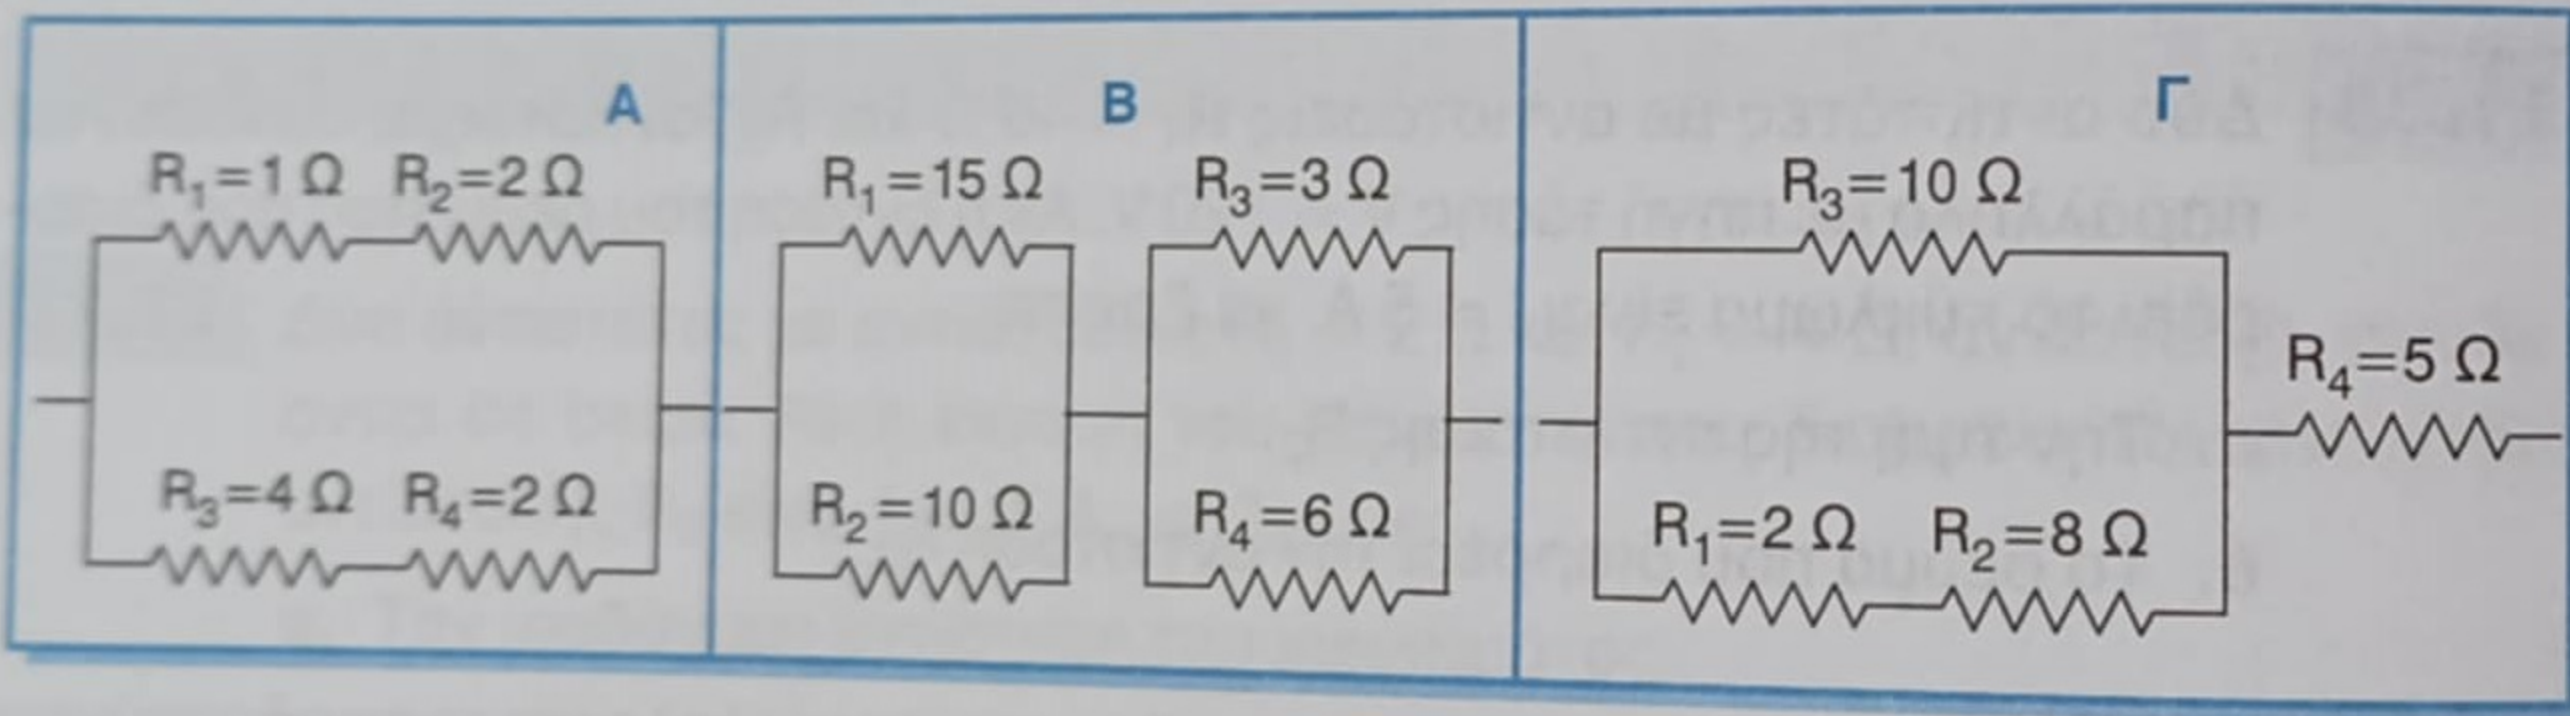 Α
R₁=1 Ω R₂=2 Ω
R₃=4 Ω R₄=2 Ω
Β
R₁=15 Ω R₃=3 Ω
R₂=10 Ω R₄=6 Ω
Γ
R₃=10 Ω
R₄=5 Ω
R₁=2 Ω R₂=8 Ω